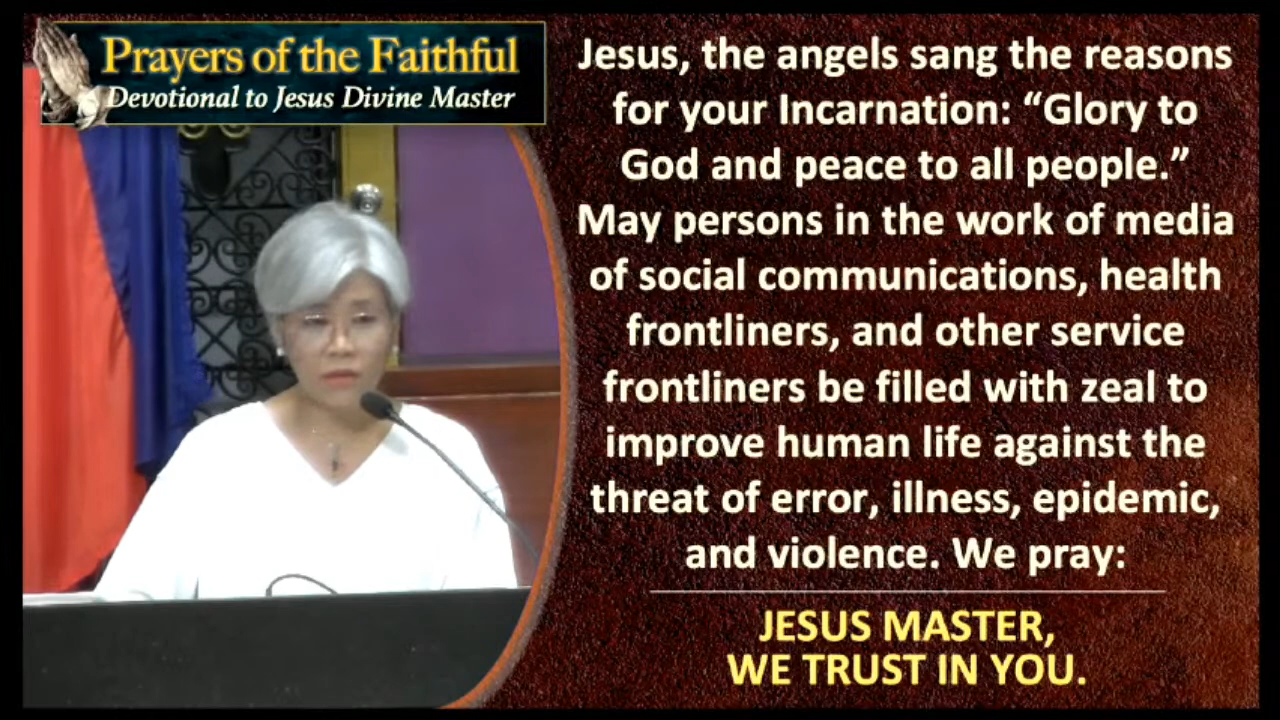 Prayers of the Faithful
Devotional to Jesus Divine Master
Jesus, the angels sang the reasons
for your Incarnation: “Glory to
God and peace to all people.”
May persons in the work of media
of social communications, health
frontliners, and other service
frontliners be filled with zeal to
improve human life against the
threat of error, illness, epidemic,
and violence. We pray:
JESUS MASTER,
WE TRUST IN YOU.